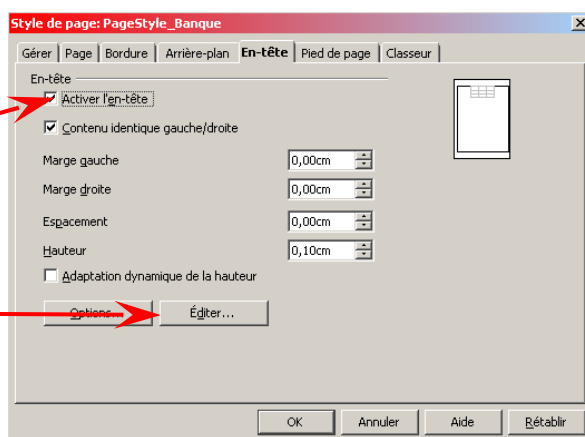 Style de page: PageStyle_Banque
Gérer Page Bordure Arrière-plan En-tête Pied de page Classeur
En-tête
Activer l'en-tête
Contenu identique gauche/droite
Marge gauche 0,00cm
Marge droite 0,00cm
Espacement 0,00cm
Hauteur 0,10cm
Adaptation dynamique de la hauteur
Options... Éditer...
OK Annuler Aide Rétablir